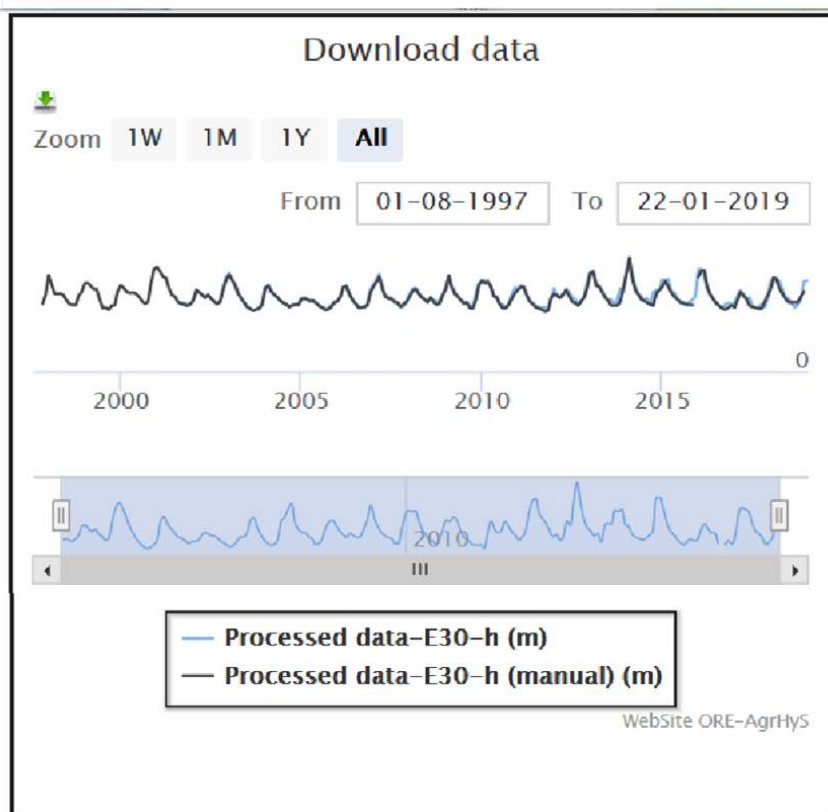 Download data
Zoom 1W 1M 1Y All
From 01-08-1997 To 22-01-2019
0
2000 2005 2010 2015
2010
Processed data-E30-h (m)
Processed data-E30-h (manual) (m)
WebSite ORE-AgrHyS